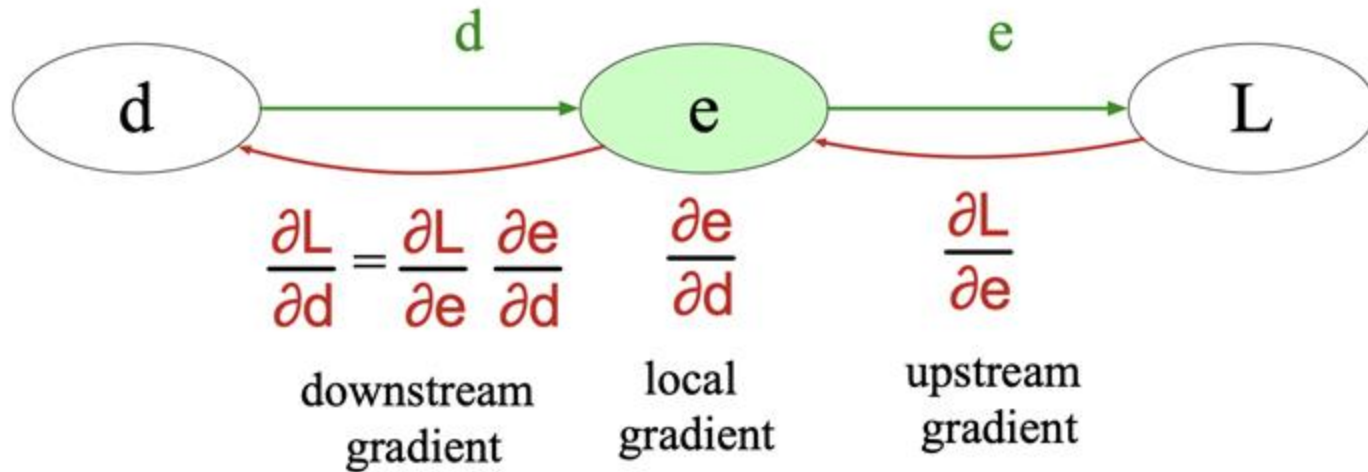 d e
d e L
∂L/∂d = ∂L/∂e ∂e/∂d ∂e/∂d ∂L/∂e
downstream local upstream
gradient gradient gradient